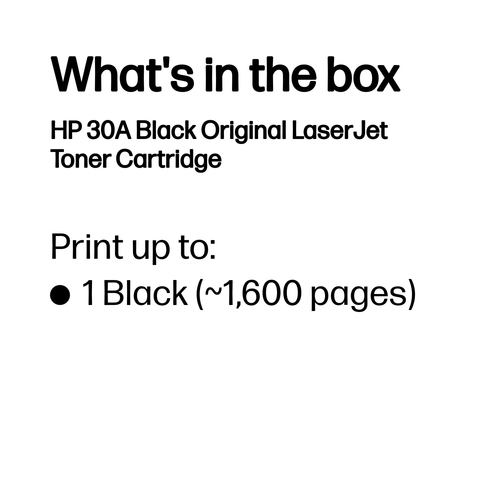 What's in the box
HP 30A Black Original LaserJet
Toner Cartridge
Print up to:
● 1 Black (~1,600 pages)